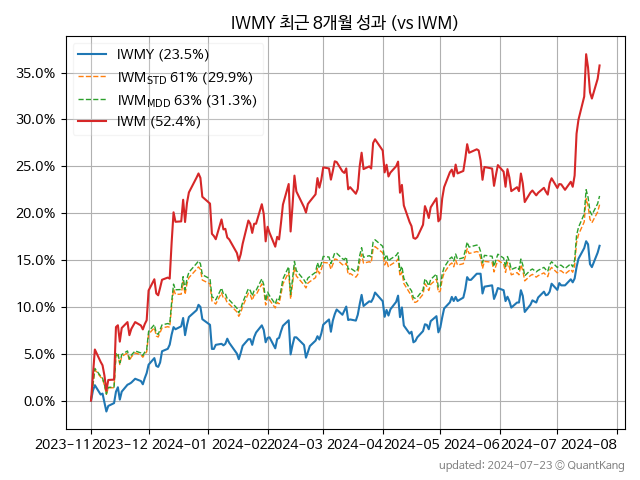 IWMY 최근 8개월 성과 (vs IWM)
IWMY (23.5%)
IWM_STD 61% (29.9%)
IWM_MDD 63% (31.3%)
IWM (52.4%)
35.0%
30.0%
25.0%
20.0%
15.0%
10.0%
5.0%
0.0%
2023-11 2023-12 2024-01 2024-02 2024-03 2024-04 2024-05 2024-06 2024-07 2024-08
updated: 2024-07-23 © QuantKang